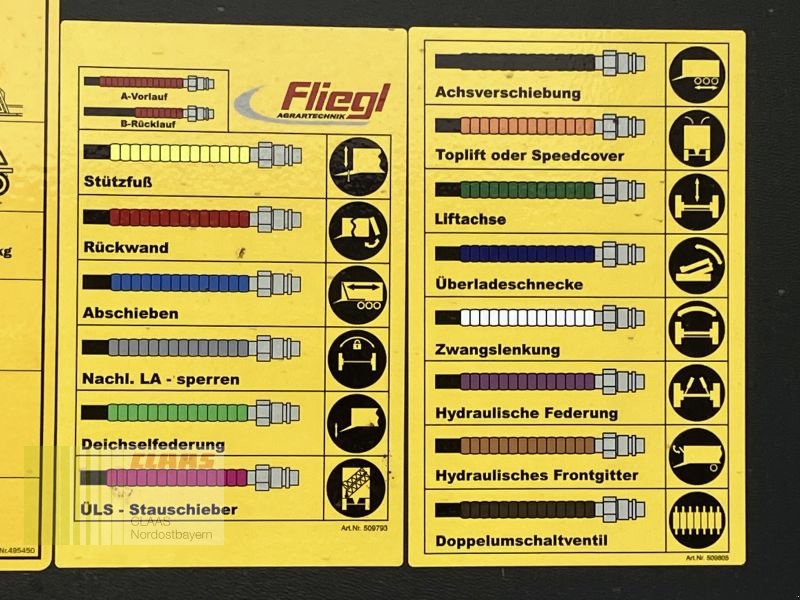 kg
Nr.495450
A-Vorlauf
B-Rücklauf
Fliegl
AGRARTECHNIK
Stützfuß
Rückwand
Abschieben
Nachl. LA - sperren
Deichselfederung
CLAAS
ÜLS - Stauschieber
CLAAS
Nordostbayern
Art.Nr. 509793
Achsverschiebung
Toplift oder Speedcover
Liftachse
Überladeschnecke
Zwangslenkung
Hydraulische Federung
Hydraulisches Frontgitter
Doppelumschaltventil
Art.Nr. 509805